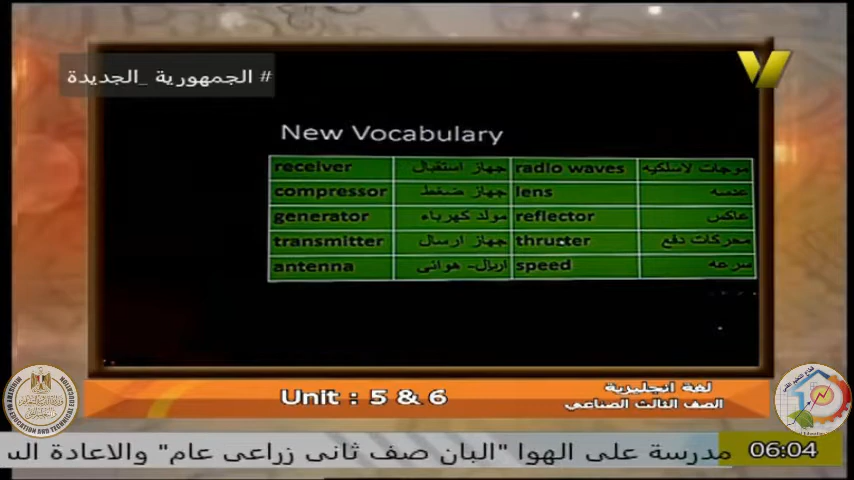 # الجمهورية _الجديدة
New Vocabulary
receiver جهاز استقبال radio waves موجات لاسلكيه
compressor جهاز ضغط lens عدسه
generator مولد كهرباء reflector عاكس
transmitter جهاز ارسال thruster محركات دفع
antenna اريال- هوائى speed سرعه
Unit : 5 & 6
لغة انجليزية
الصف الثالث الصناعي
مدرسة على الهوا "البان صف ثانى زراعى عام" والاعادة الس
06:04